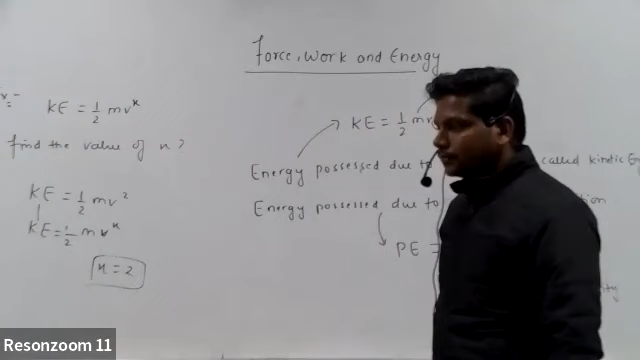 Force, Work and Energy
KE = 1/2 mv^x
Find the value of x?
KE = 1/2 mv^2
KE = 1/2 mv^x
x = 2
KE = 1/2 mv
Energy possessed due to called kinetic En
Energy possessed due to
PE =
Resonzoom 11